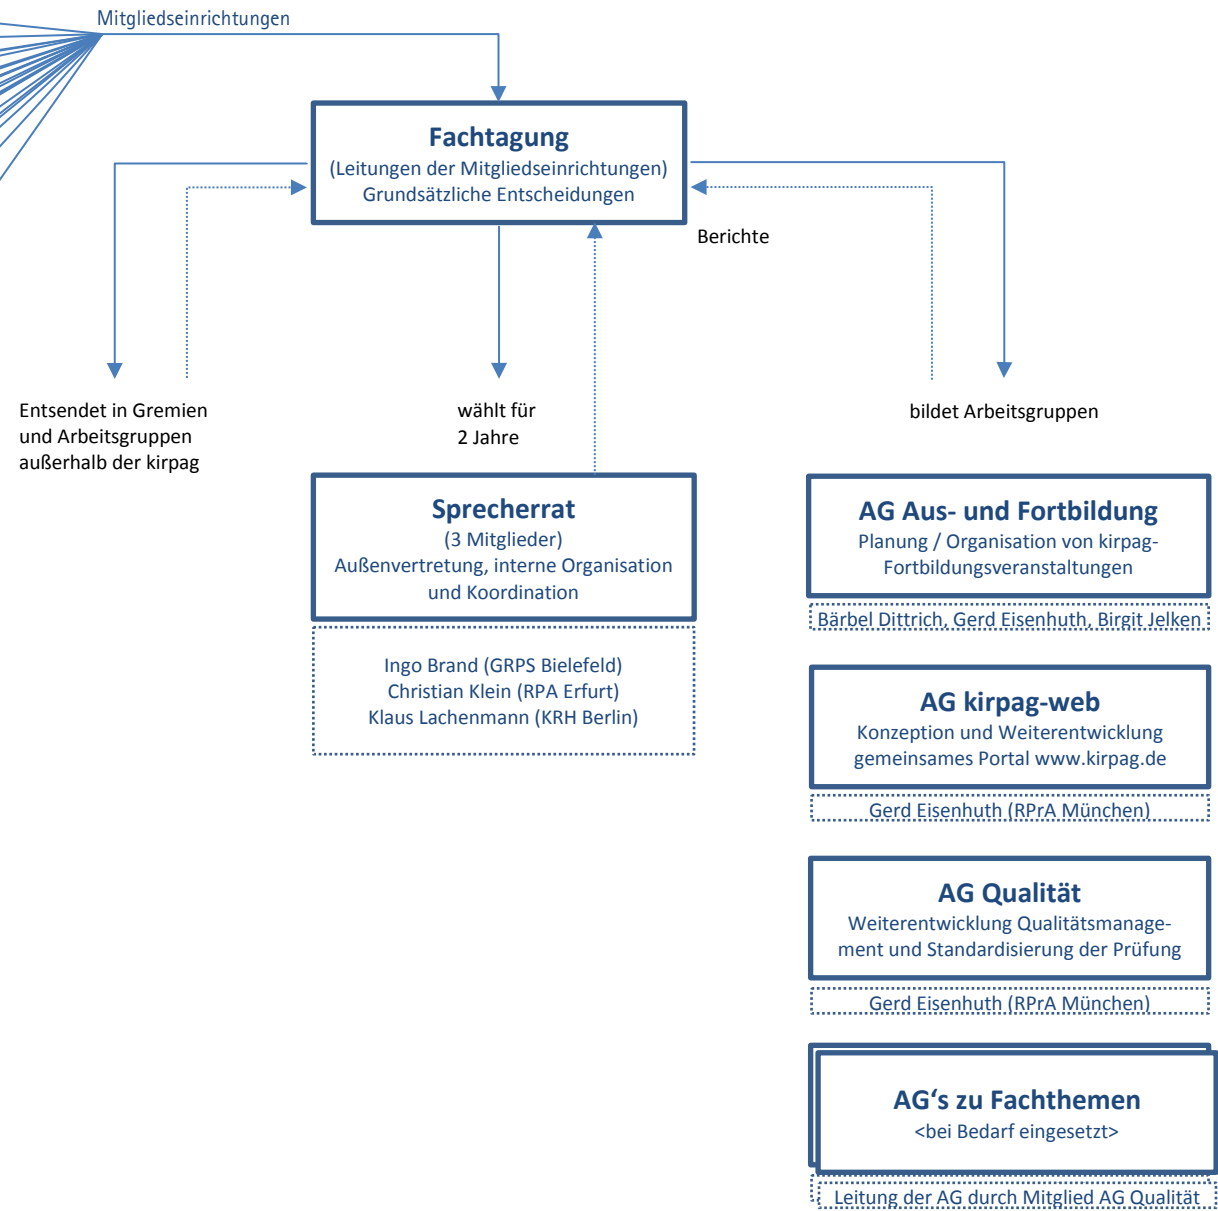 Mitgliedseinrichtungen
Fachtagung
(Leitungen der Mitgliedseinrichtungen)
Grundsätzliche Entscheidungen
Berichte
Entsendet in Gremien
und Arbeitsgruppen
außerhalb der kirpag
wählt für
2 Jahre
bildet Arbeitsgruppen
Sprecherrat
(3 Mitglieder)
Außenvertretung, interne Organisation
und Koordination
Ingo Brand (GRPS Bielefeld)
Christian Klein (RPA Erfurt)
Klaus Lachenmann (KRH Berlin)
AG Aus- und Fortbildung
Planung / Organisation von kirpag-
Fortbildungsveranstaltungen
Bärbel Dittrich, Gerd Eisenhuth, Birgit Jelken
AG kirpag-web
Konzeption und Weiterentwicklung
gemeinsames Portal www.kirpag.de
Gerd Eisenhuth (RPrA München)
AG Qualität
Weiterentwicklung Qualitätsmanage-
ment und Standardisierung der Prüfung
Gerd Eisenhuth (RPrA München)
AG‘s zu Fachthemen
<bei Bedarf eingesetzt>
Leitung der AG durch Mitglied AG Qualität